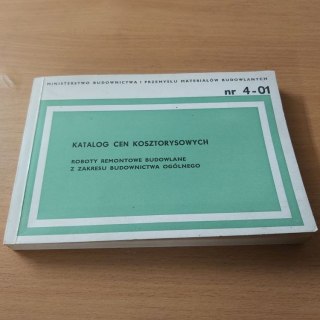 MINISTERSTWO BUDOWNICTWA I PRZEMYSŁU MATERIAŁÓW BUDOWLANYCH
nr 4-01
KATALOG CEN KOSZTORYSOWYCH
ROBOTY REMONTOWE BUDOWLANE
Z ZAKRESU BUDOWNICTWA OGÓLNEGO